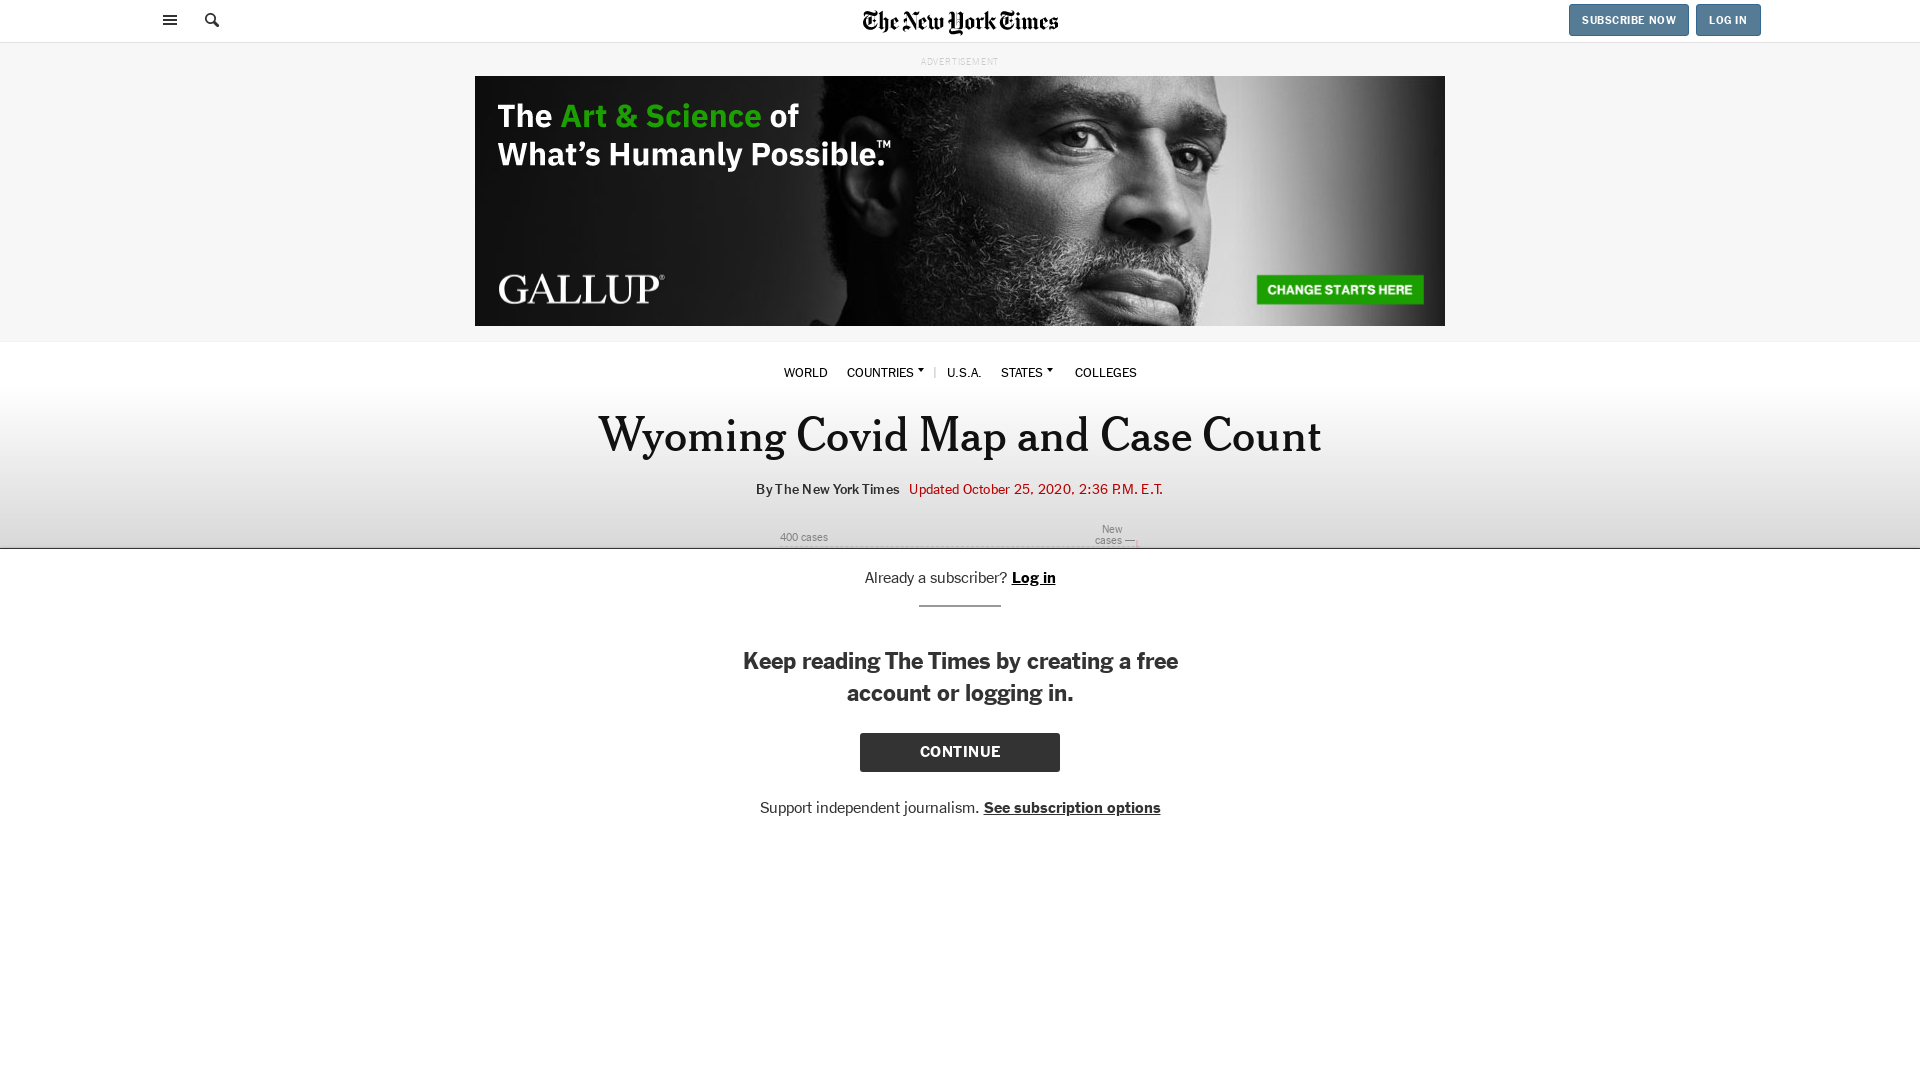 The New York Times
SUBSCRIBE NOW
LOG IN
ADVERTISEMENT
The Art & Science of
What's Humanly Possible.™
GALLUP®
CHANGE STARTS HERE
WORLD COUNTRIES | U.S.A. STATES COLLEGES
Wyoming Covid Map and Case Count
By The New York Times Updated October 25, 2020, 2:36 P.M. E.T.
New
400 cases
cases —
Already a subscriber? Log in
Keep reading The Times by creating a free
account or logging in.
CONTINUE
Support independent journalism. See subscription options